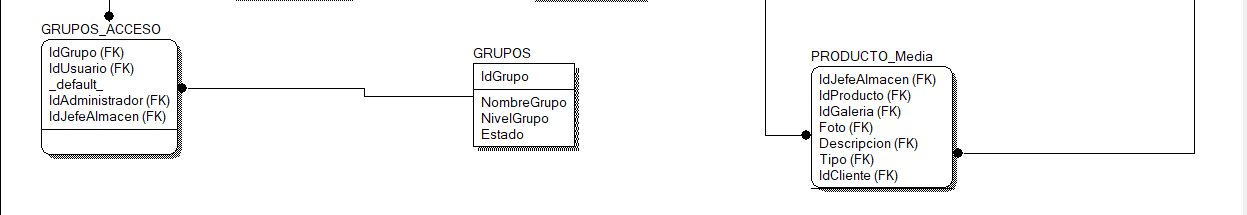 GRUPOS_ACCESO
IdGrupo (FK)
IdUsuario (FK)
_default_
IdAdministrador (FK)
IdJefeAlmacen (FK)
GRUPOS
IdGrupo
NombreGrupo
NivelGrupo
Estado
PRODUCTO_Media
IdJefeAlmacen (FK)
IdProducto (FK)
IdGaleria (FK)
Foto (FK)
Descripcion (FK)
Tipo (FK)
IdCliente (FK)